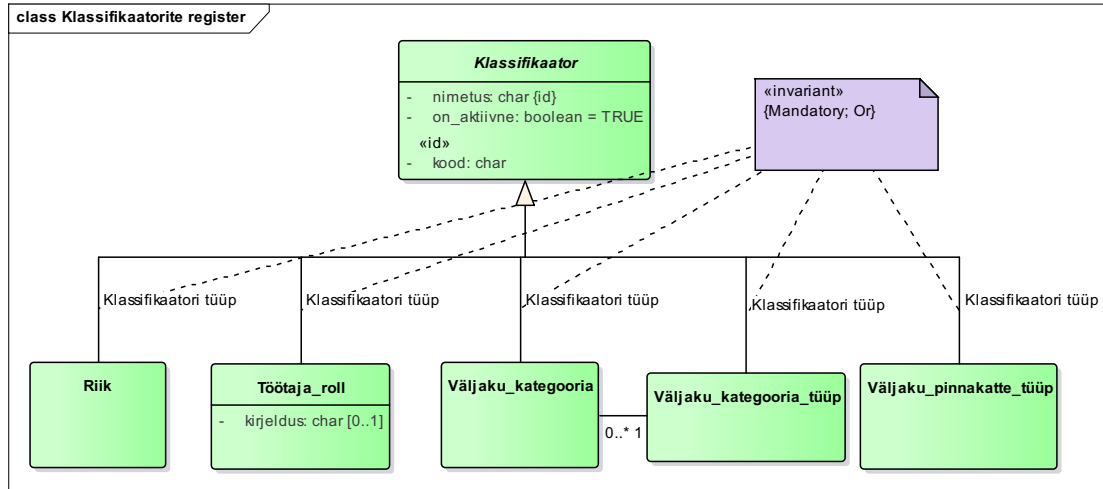 class Klassifikaatorite register
Klassifikaator
- nimetus: char {id}
- on_aktiivne: boolean = TRUE
«id»
- kood: char
«invariant»
{Mandatory; Or}
Klassifikaatori tüüp
Klassifikaatori tüüp
Klassifikaatori tüüp
Klassifikaatori tüüp
Klassifikaatori tüüp
Riik
Töötaja_roll
- kirjeldus: char [0..1]
Väljaku_kategooria
0..* 1
Väljaku_kategooria_tüüp
Väljaku_pinnakatte_tüüp